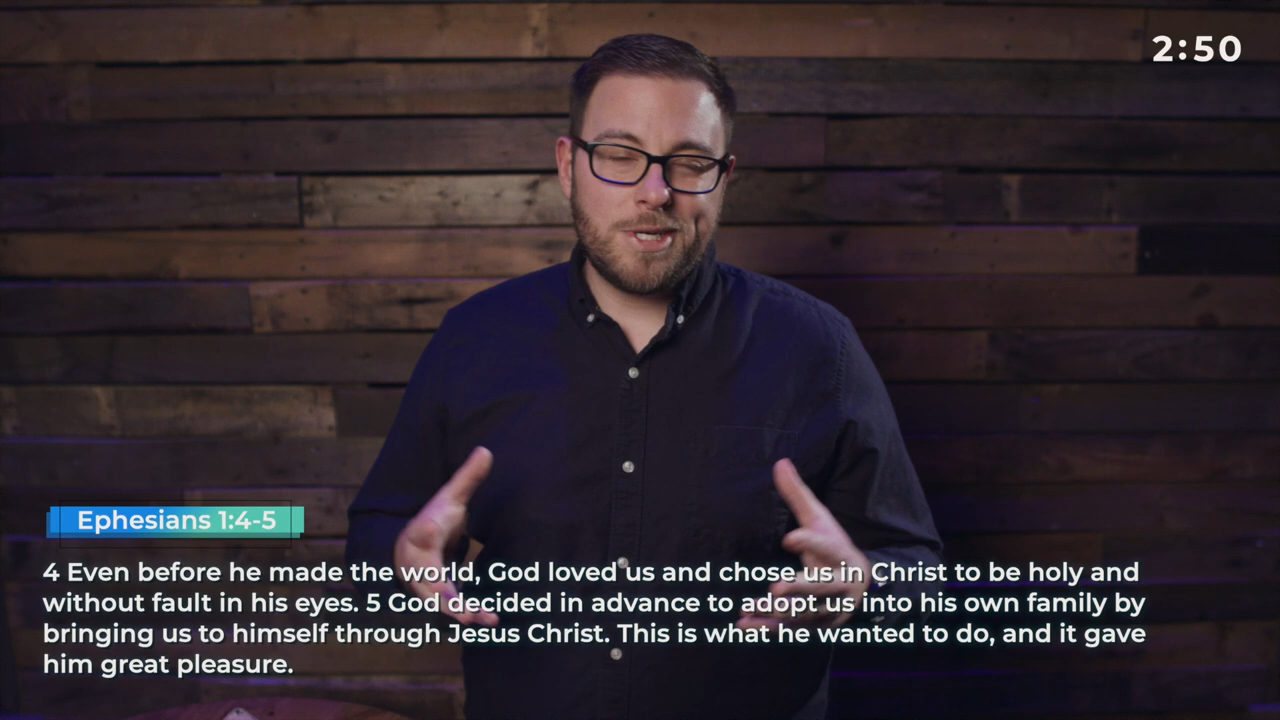 2:50
Ephesians 1:4-5
4 Even before he made the world, God loved us and chose us in Christ to be holy and
without fault in his eyes. 5 God decided in advance to adopt us into his own family by
bringing us to himself through Jesus Christ. This is what he wanted to do, and it gave
him great pleasure.